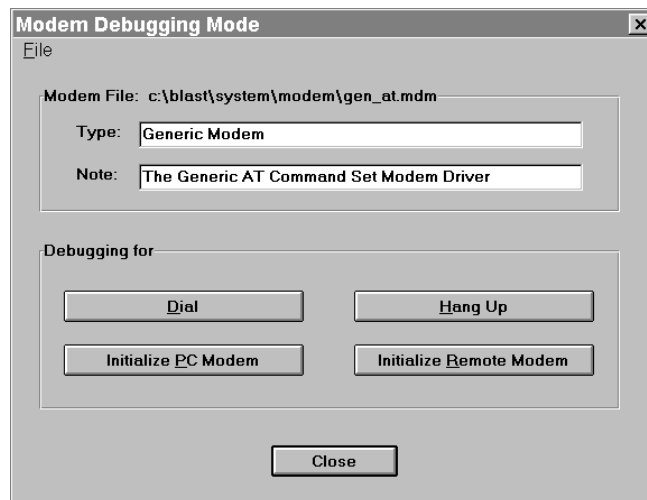 Modem Debugging Mode
File
Modem File: c:\blast\system\modem\gen_at.mdm
Type: Generic Modem
Note: The Generic AT Command Set Modem Driver
Debugging for
Dial Hang Up
Initialize PC Modem Initialize Remote Modem
Close